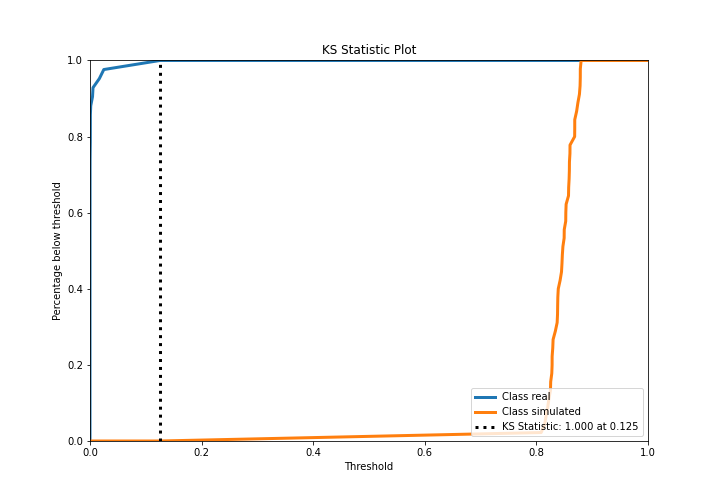 KS Statistic Plot
Percentage below threshold
1.0
0.8
0.6
0.4
0.2
0.0
0.0 0.2 0.4 0.6 0.8 1.0
Threshold
Class real
Class simulated
KS Statistic: 1.000 at 0.125